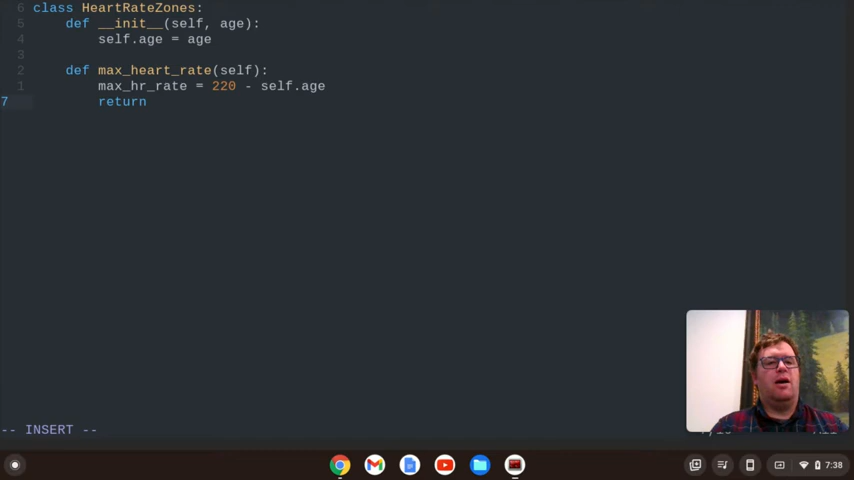 6 class HeartRateZones:
5 def __init__(self, age):
4 self.age = age
3
2 def max_heart_rate(self):
1 max_hr_rate = 220 - self.age
7 return
-- INSERT --
7:38